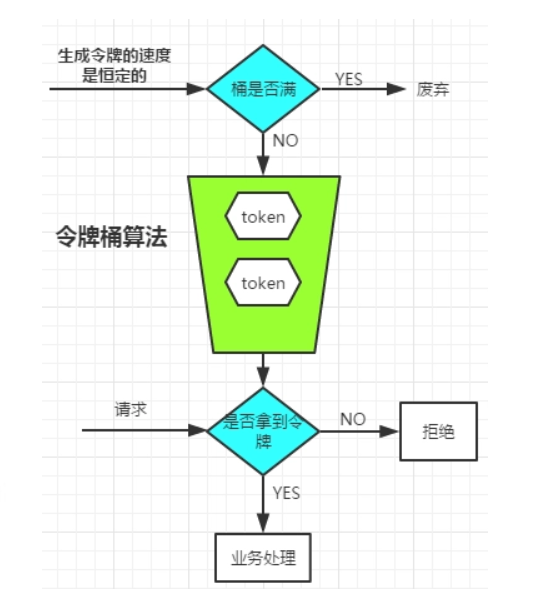 生成令牌的速度
是恒定的
桶是否满
YES
废弃
NO
token
令牌桶算法
token
请求
是否拿到令
牌
NO
拒绝
YES
业务处理